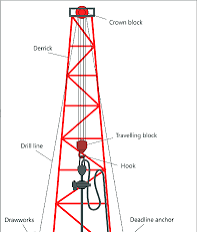 Crown block
Derrick
Travelling block
Drill line
Hook
Drawworks
Deadline anchor